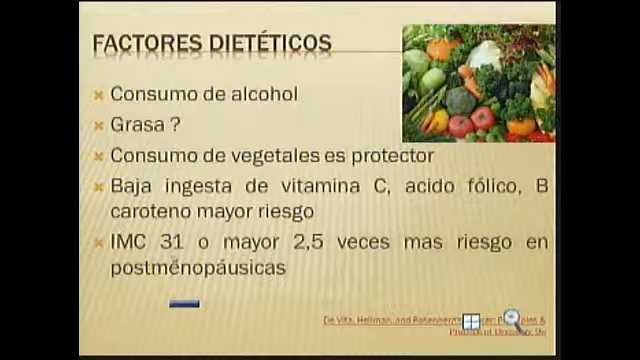 FACTORES DIETÉTICOS
Consumo de alcohol
Grasa ?
Consumo de vegetales es protector
Baja ingesta de vitamina C, acido fólico, B
caroteno mayor riesgo
IMC 31 o mayor 2,5 veces mas riesgo en
postmenopáusicas
De Vita, Hellman, and Rosenberg's &